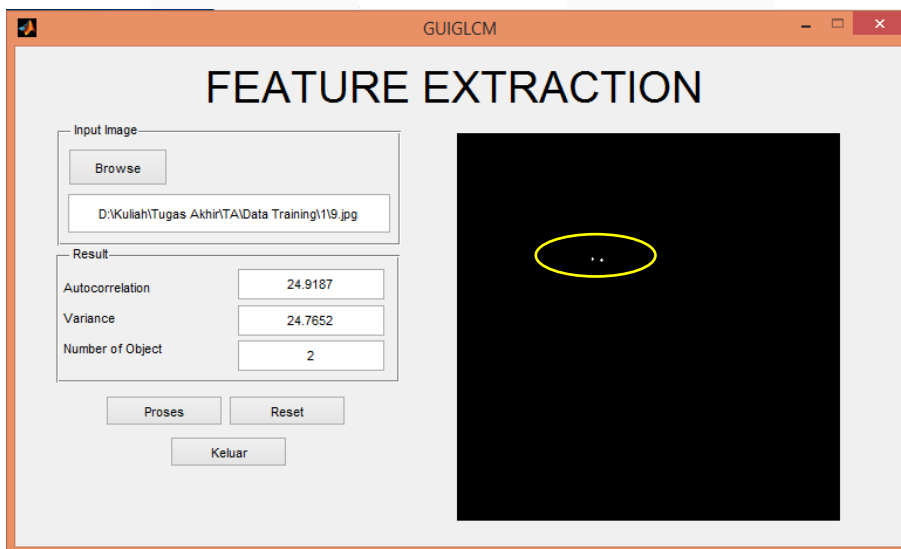 GUIGLCM
FEATURE EXTRACTION
Input Image
Browse
D:\Kuliah\Tugas Akhir\TA\Data Training\1\9.jpg
Result
Autocorrelation 24.9187
Variance 24.7652
Number of Object 2
Proses Reset
Keluar